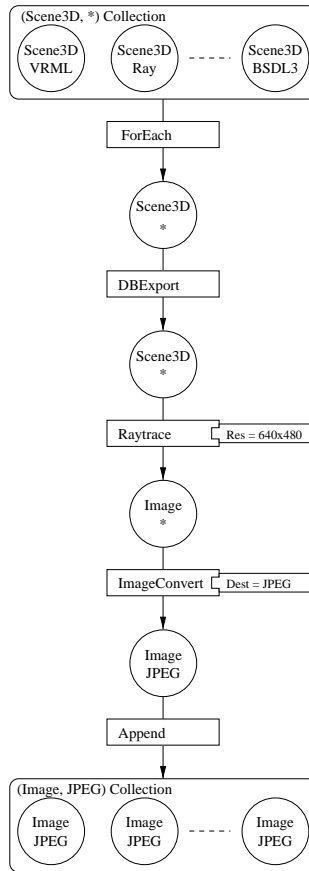 (Scene3D, *) Collection
Scene3D Scene3D Scene3D
VRML Ray BSDL3
ForEach
Scene3D
*
DBExport
Scene3D
*
Raytrace Res = 640x480
Image
*
ImageConvert Dest = JPEG
Image
JPEG
Append
(Image, JPEG) Collection
Image Image Image
JPEG JPEG JPEG